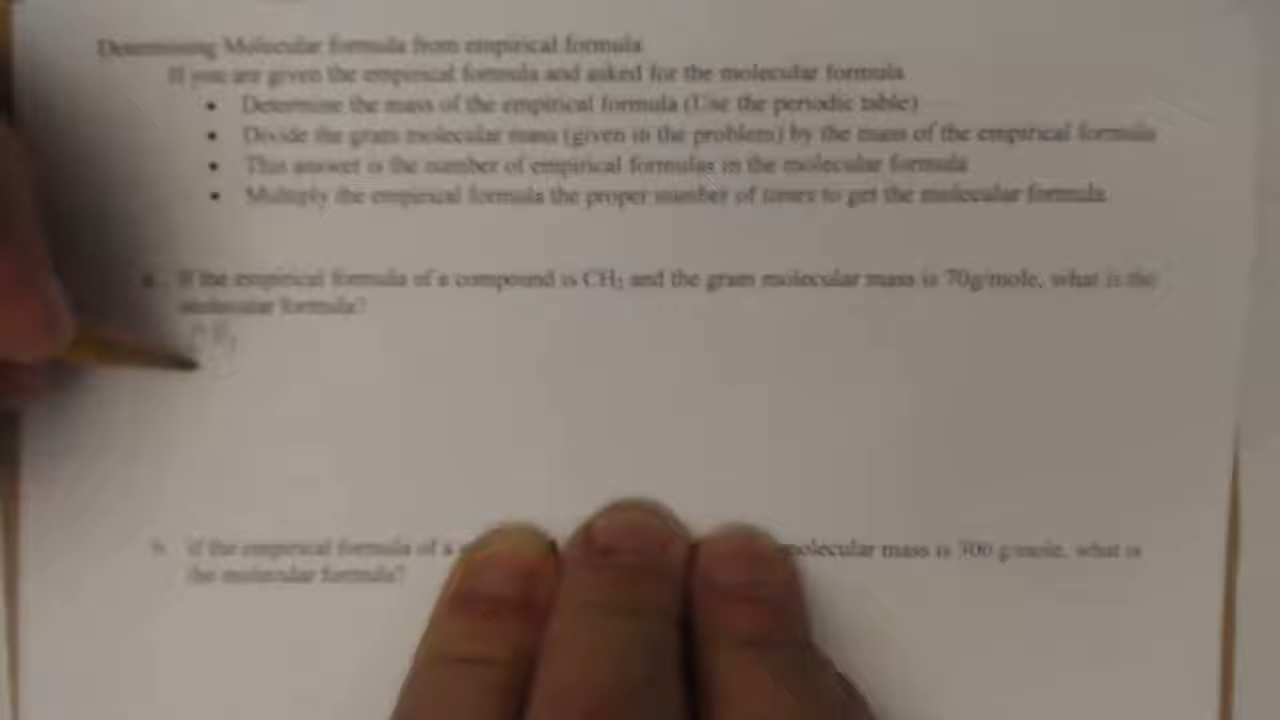 Determining Molecular formula from empirical formula
If you are given the empirical formula and asked for the molecular formula
• Determine the mass of the empirical formula (Use the periodic table)
• Divide the gram molecular mass (given in the problem) by the mass of the empirical formula
• This answer is the number of empirical formulas in the molecular formula
• Multiply the empirical formula the proper number of times to get the molecular formula.
If the empirical formula of a compound is CH₂ and the gram molecular mass is 70g/mole, what is the
molecular formula?
b. if the empirical formula of a molecular mass is 300 g/mole, what is
the molecular formula?